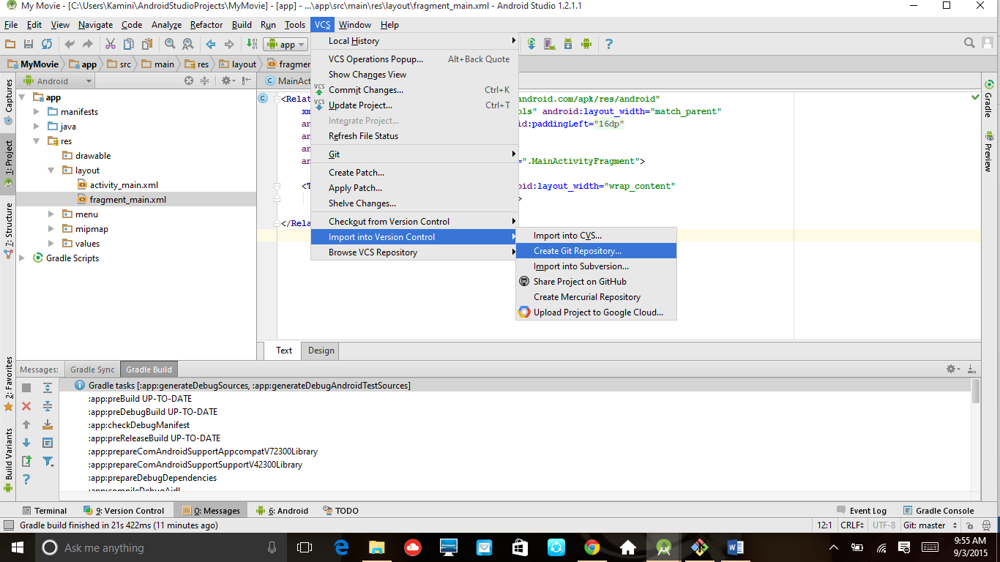 My Movie - [C:\Users\Kamini\AndroidStudioProjects\MyMovie] - [app] - ...\app\src\main\res\layout\fragment_main.xml - Android Studio 1.2.1.1
File Edit View Navigate Code Analyze Refactor Build Run Tools VCS Window Help
app
MyMovie app src main res layout fragmen
Android
MainAct
Captures
1: Project
2: Structure
2: Favorites
Build Variants
app
manifests
java
res
drawable
layout
activity_main.xml
fragment_main.xml
menu
mipmap
values
Gradle Scripts
Local History
VCS Operations Popup... Alt+Back Quote
Show Changes View
VCS Commit Changes... Ctrl+K
VCS Update Project... Ctrl+T
Integrate Project...
Refresh File Status
Git
Create Patch...
Apply Patch...
Shelve Changes...
Checkout from Version Control
Import into Version Control
Browse VCS Repository
Import into CVS...
Create Git Repository...
Import into Subversion...
Share Project on GitHub
Create Mercurial Repository
Upload Project to Google Cloud...
<Relat android.com/apk/res/android"
xm ols" android:layout_width="match_parent"
an id:paddingLeft="16dp"
an
an
an =".MainActivityFragment">
<T oid:layout_width="wrap_content"
>
</Rela
Gradle
Preview
Text Design
Messages: Gradle Sync Gradle Build
Gradle tasks [:app:generateDebugSources, :app:generateDebugAndroidTestSources]
:app:preBuild UP-TO-DATE
:app:preDebugBuild UP-TO-DATE
:app:checkDebugManifest
:app:preReleaseBuild UP-TO-DATE
:app:prepareComAndroidSupportAppcompatV72300Library
:app:prepareComAndroidSupportSupportV42300Library
:app:prepareDebugDependencies
:app:compileDebugAidl
Terminal 9: Version Control 0: Messages 6: Android TODO Event Log Gradle Console
Gradle build finished in 21s 422ms (11 minutes ago) 12:1 CRLF UTF-8 Git: master
Ask me anything
9:55 AM
9/3/2015